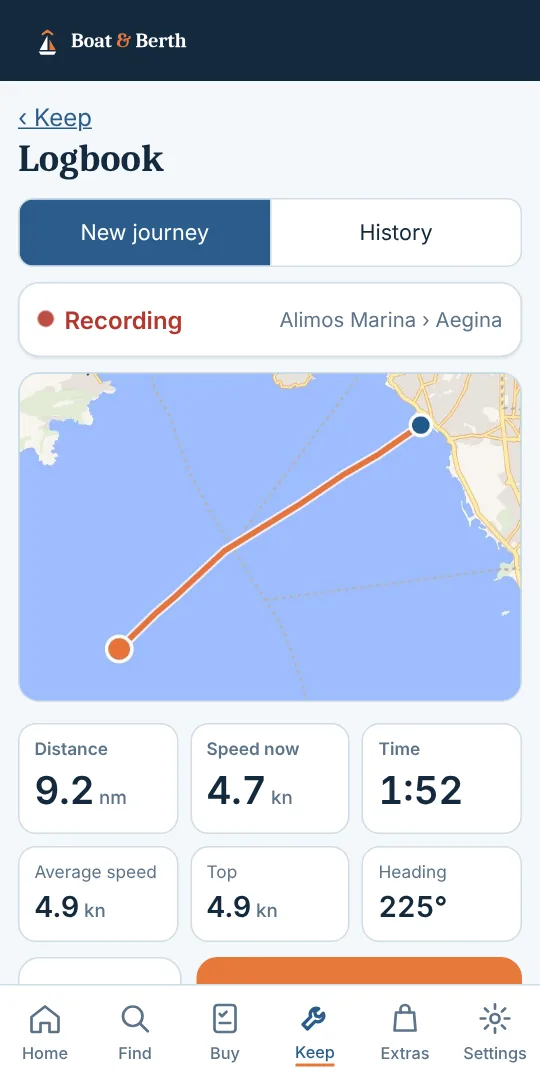 Boat & Berth
‹ Keep
Logbook
New journey History
Recording Alimos Marina › Aegina
Distance Speed now Time
9.2 nm 4.7 kn 1:52
Average speed Top Heading
4.9 kn 4.9 kn 225°
Home Find Buy Keep Extras Settings